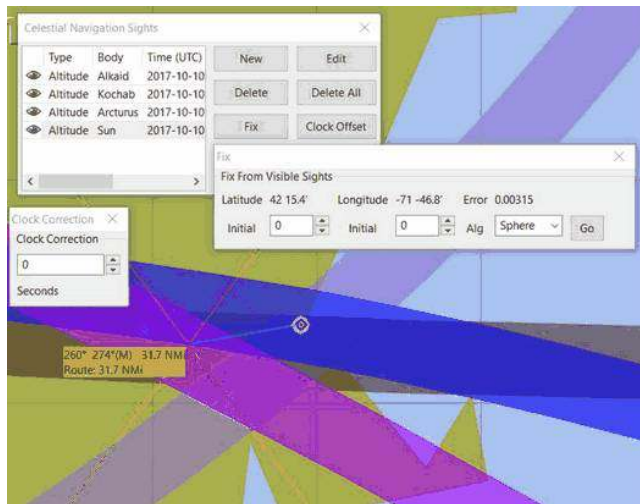 Celestial Navigation Sights
Type Body Time (UTC)
Altitude Alkaid 2017-10-10
Altitude Kochab 2017-10-10
Altitude Arcturus 2017-10-10
Altitude Sun 2017-10-10
New Edit
Delete Delete All
Fix Clock Offset
Fix
Fix From Visible Sights
Latitude 42 15.4' Longitude -71 -46.8' Error 0.00315
Initial 0 Initial 0 Alg Sphere Go
Clock Correction
Clock Correction
0
Seconds
260° 274°(M) 31.7 NMi
Route: 31.7 NMi